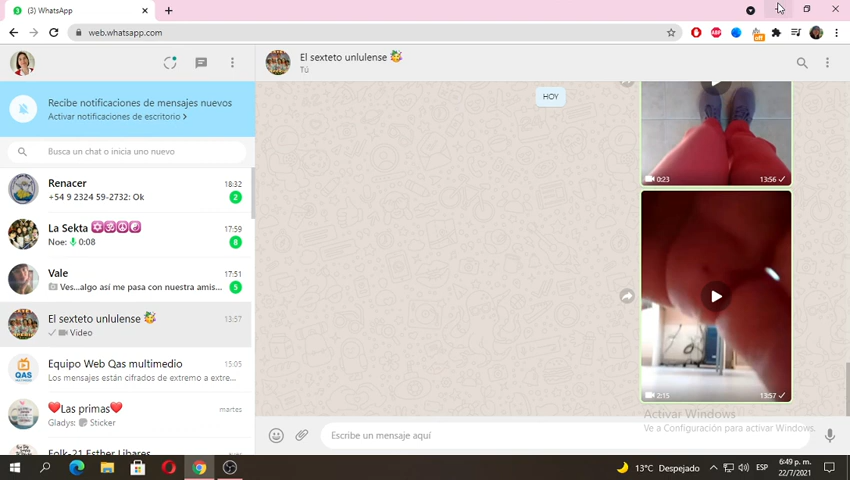 (3) WhatsApp
web.whatsapp.com
off
El sexteto unlulense
Tú
Recibe notificaciones de mensajes nuevos
Activar notificaciones de escritorio >
Busca un chat o inicia uno nuevo
Renacer 18:32
+54 9 2324 59-2732: Ok 2
La Sekta 17:59
Noe: 0:08 8
Vale 17:51
Ves...algo así me pasa con nuestra amis... 5
El sexteto unlulense 13:57
Video
Equipo Web Qas multimedio 15:05
Los mensajes están cifrados de extremo a extre...
Las primas martes
Gladys: Sticker
Folk-21 Esther Libares
HOY
0:23 13:56
2:15 13:57
Activar Windows
Ve a Configuración para activar Windows.
Escribe un mensaje aquí
13°C Despejado
ESP
6:49 p. m.
22/7/2021